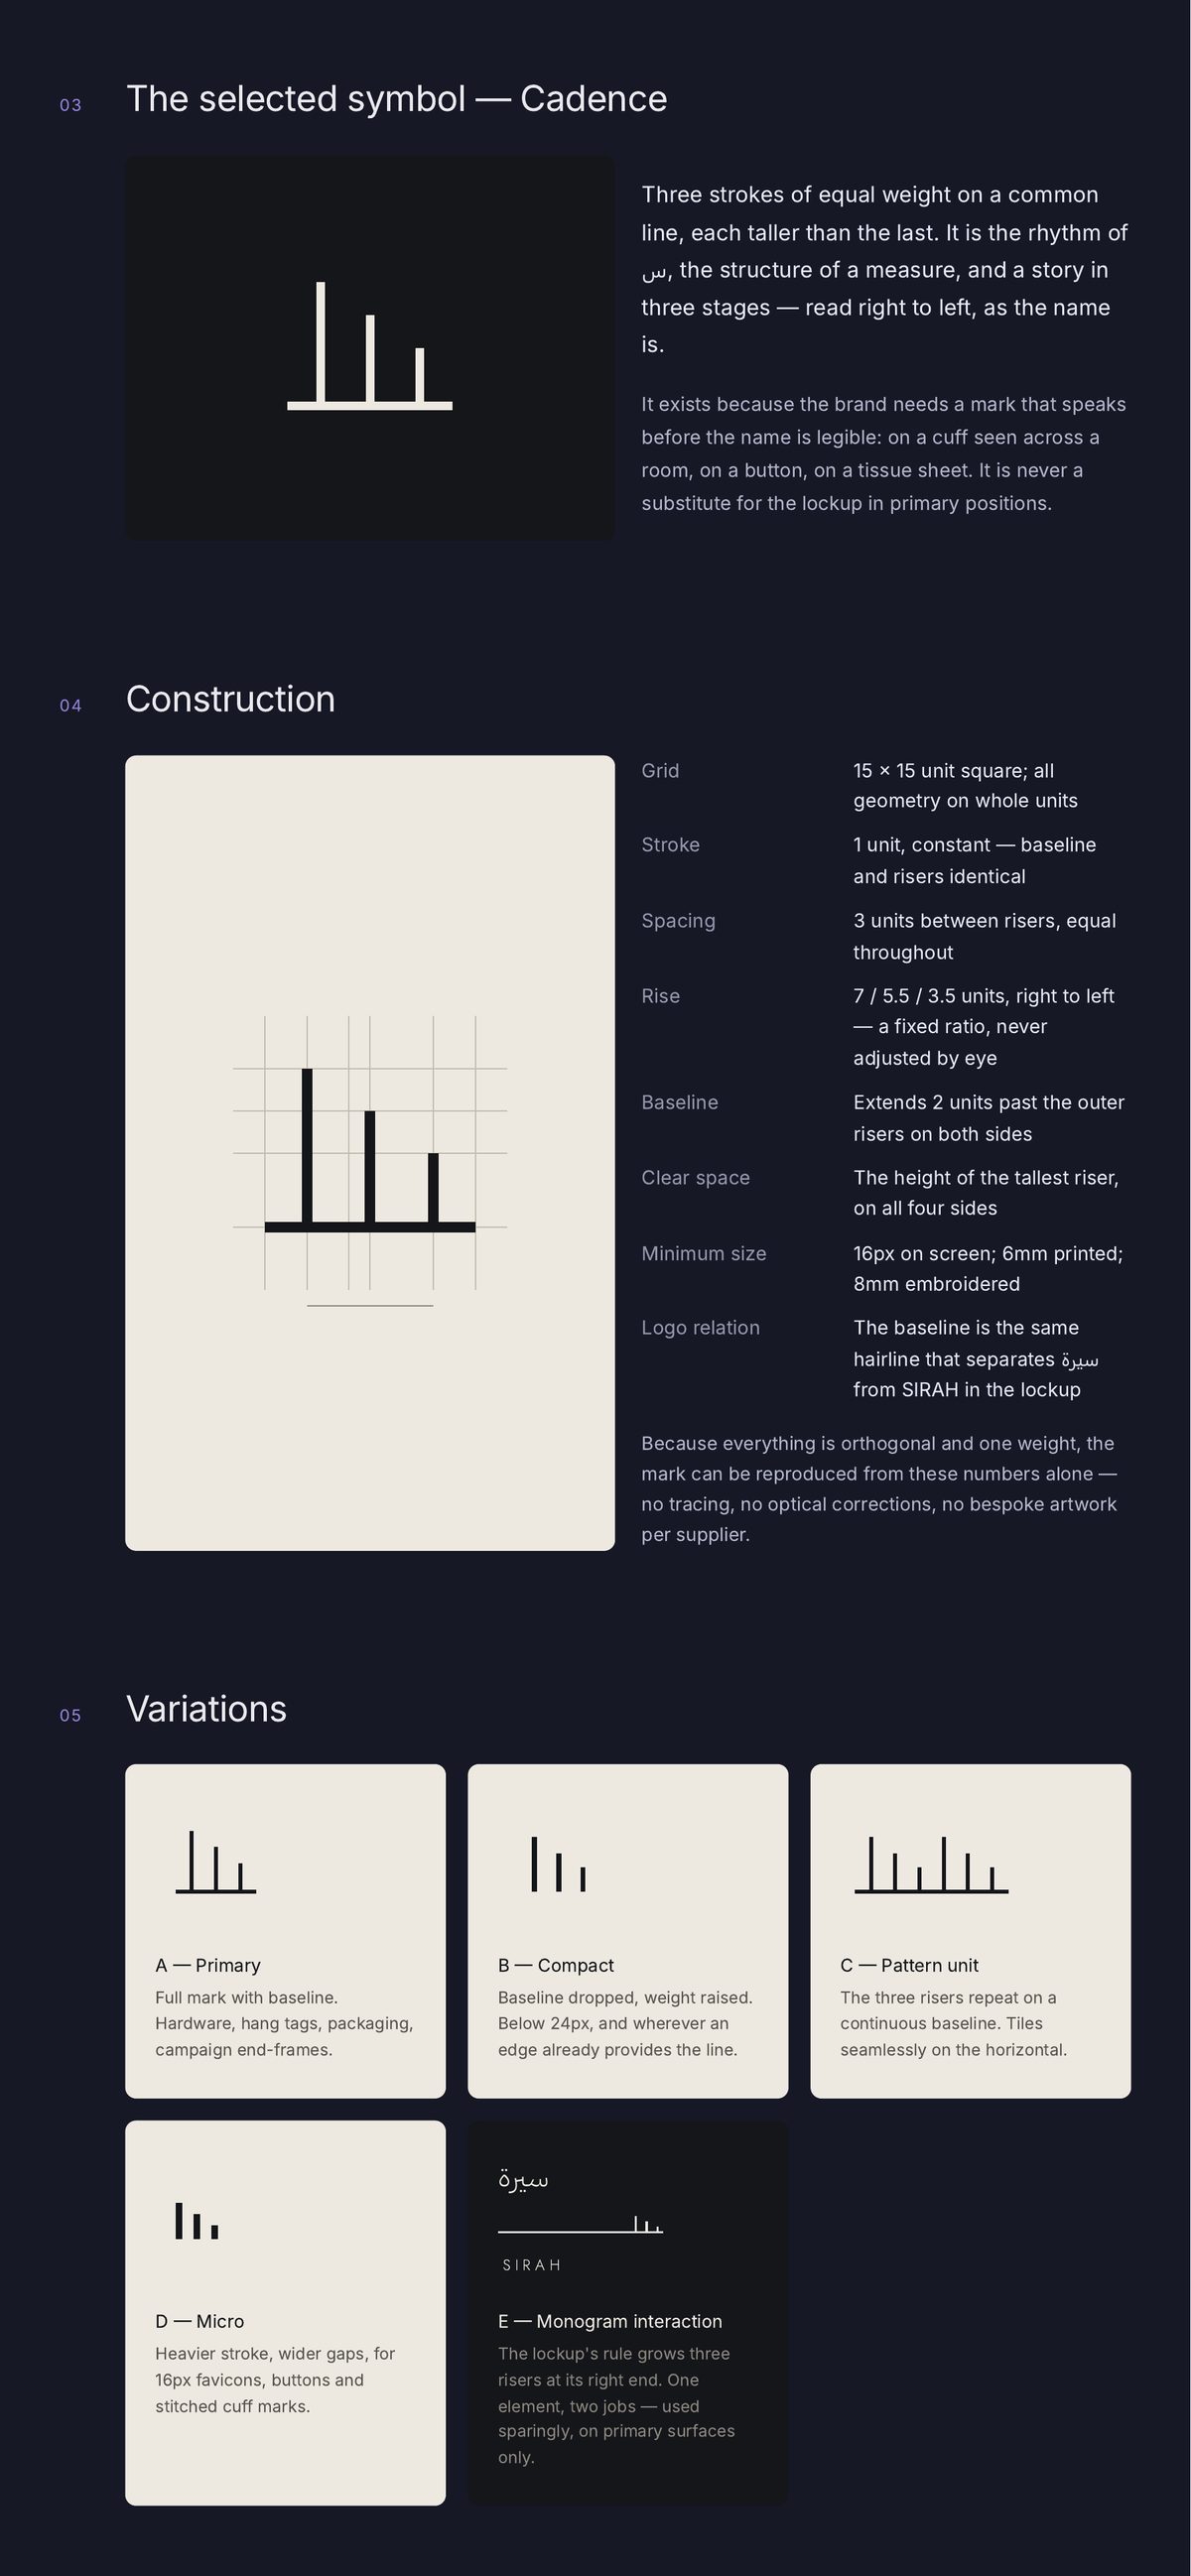 03
The selected symbol — Cadence
Three strokes of equal weight on a common
line, each taller than the last. It is the rhythm of
س, the structure of a measure, and a story in
three stages — read right to left, as the name
is.
It exists because the brand needs a mark that speaks
before the name is legible: on a cuff seen across a
room, on a button, on a tissue sheet. It is never a
substitute for the lockup in primary positions.
04
Construction
Grid
15 × 15 unit square; all
geometry on whole units
Stroke
1 unit, constant — baseline
and risers identical
Spacing
3 units between risers, equal
throughout
Rise
7 / 5.5 / 3.5 units, right to left
— a fixed ratio, never
adjusted by eye
Baseline
Extends 2 units past the outer
risers on both sides
Clear space
The height of the tallest riser,
on all four sides
Minimum size
16px on screen; 6mm printed;
8mm embroidered
Logo relation
The baseline is the same
hairline that separates سيرة
from SIRAH in the lockup
Because everything is orthogonal and one weight, the
mark can be reproduced from these numbers alone —
no tracing, no optical corrections, no bespoke artwork
per supplier.
05
Variations
A — Primary
Full mark with baseline.
Hardware, hang tags, packaging,
campaign end-frames.
B — Compact
Baseline dropped, weight raised.
Below 24px, and wherever an
edge already provides the line.
C — Pattern unit
The three risers repeat on a
continuous baseline. Tiles
seamlessly on the horizontal.
D — Micro
Heavier stroke, wider gaps, for
16px favicons, buttons and
stitched cuff marks.
سيرة
SIRAH
E — Monogram interaction
The lockup's rule grows three
risers at its right end. One
element, two jobs — used
sparingly, on primary surfaces
only.